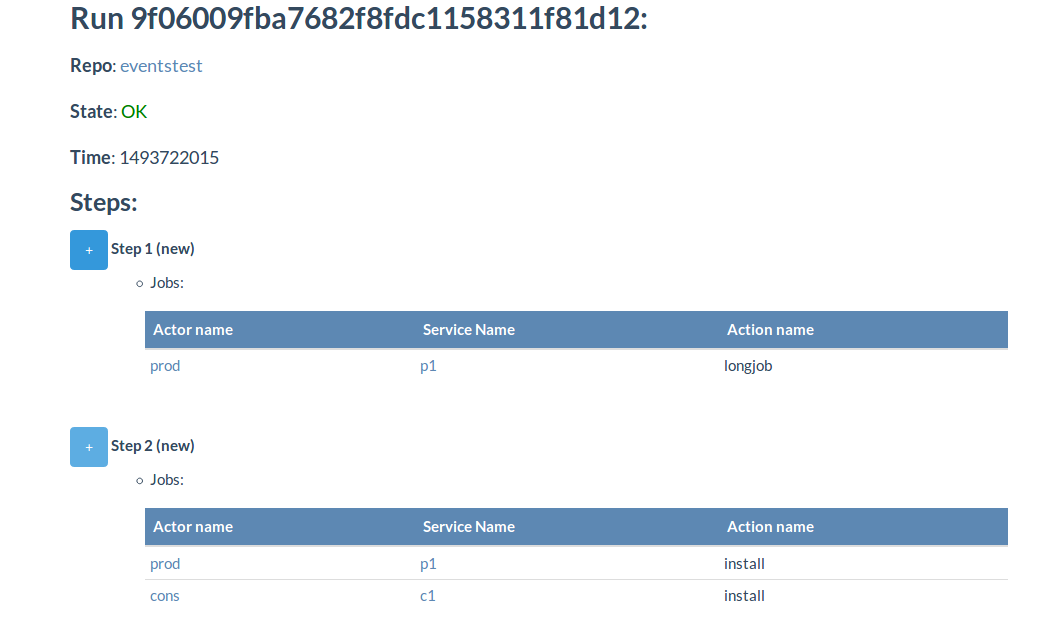 Run 9f06009fba7682f8fdc1158311f81d12:
Repo: eventstest
State: OK
Time: 1493722015
Steps:
+ Step 1 (new)
Jobs:
Actor name Service Name Action name
prod p1 longjob
+ Step 2 (new)
Jobs:
Actor name Service Name Action name
prod p1 install
cons c1 install